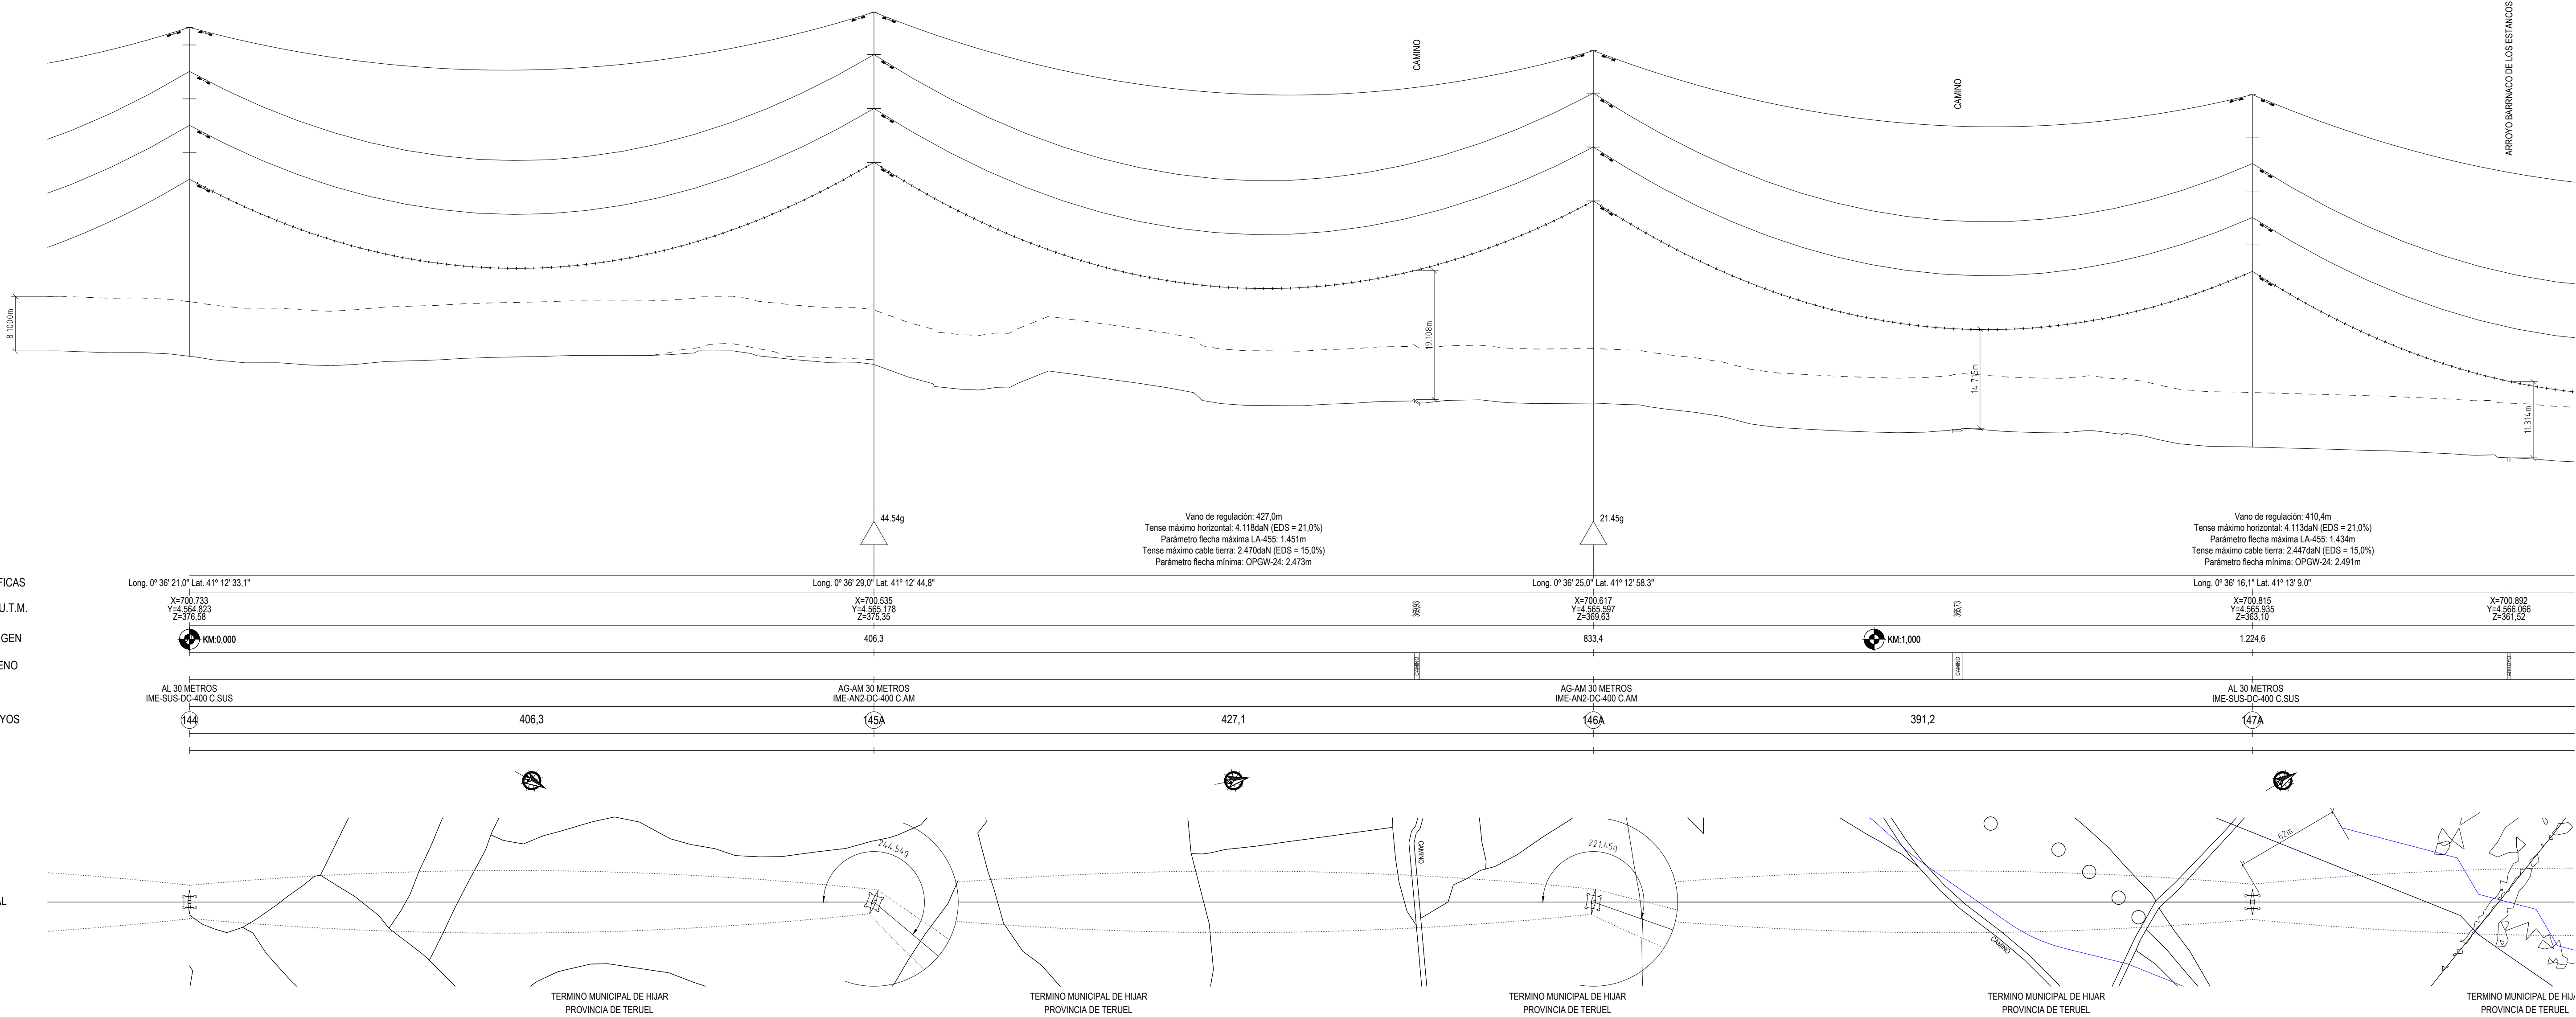 CAMINO
CAMINO
ARROYO BARRNACO DE LOS ESTANCOS
8.1000m
19.108m
14.715m
11.314m
44.54g
21.45g
Vano de regulación: 427,0m
Tense máximo horizontal: 4.118daN (EDS = 21,0%)
Parámetro flecha máxima LA-455: 1.451m
Tense máximo cable tierra: 2.470daN (EDS = 15,0%)
Parámetro flecha mínima: OPGW-24: 2.473m
Vano de regulación: 410,4m
Tense máximo horizontal: 4.113daN (EDS = 21,0%)
Parámetro flecha máxima LA-455: 1.434m
Tense máximo cable tierra: 2.447daN (EDS = 15,0%)
Parámetro flecha mínima: OPGW-24: 2.491m
FICAS
Long. 0º 36' 21,0" Lat. 41º 12' 33,1"
Long. 0º 36' 29,0" Lat. 41º 12' 44,8"
Long. 0º 36' 25,0" Lat. 41º 12' 58,3"
Long. 0º 36' 16,1" Lat. 41º 13' 9,0"
U.T.M.
X=700.733
Y=4.564.823
Z=376,58
X=700.535
Y=4.565.178
Z=375,35
369,93
X=700.617
Y=4.565.597
Z=369,63
365,73
X=700.815
Y=4.565.935
Z=363,10
X=700.892
Y=4.566.066
Z=361,52
GEN
KM:0,000
406,3
833,4
KM:1,000
1.224,6
ENO
CAMINO
CAMINO
ARROYO
AL 30 METROS
IME-SUS-DC-400 C.SUS
AG-AM 30 METROS
IME-AN2-DC-400 C.AM
AG-AM 30 METROS
IME-AN2-DC-400 C.AM
AL 30 METROS
IME-SUS-DC-400 C.SUS
YOS
144
406,3
145A
427,1
146A
391,2
147A
244.54g
CAMINO
221.45g
CAMINO
62m
AL
TERMINO MUNICIPAL DE HIJAR
PROVINCIA DE TERUEL
TERMINO MUNICIPAL DE HIJAR
PROVINCIA DE TERUEL
TERMINO MUNICIPAL DE HIJAR
PROVINCIA DE TERUEL
TERMINO MUNICIPAL DE HIJAR
PROVINCIA DE TERUEL
TERMINO MUNICIPAL DE HIJ
PROVINCIA DE TERUEL